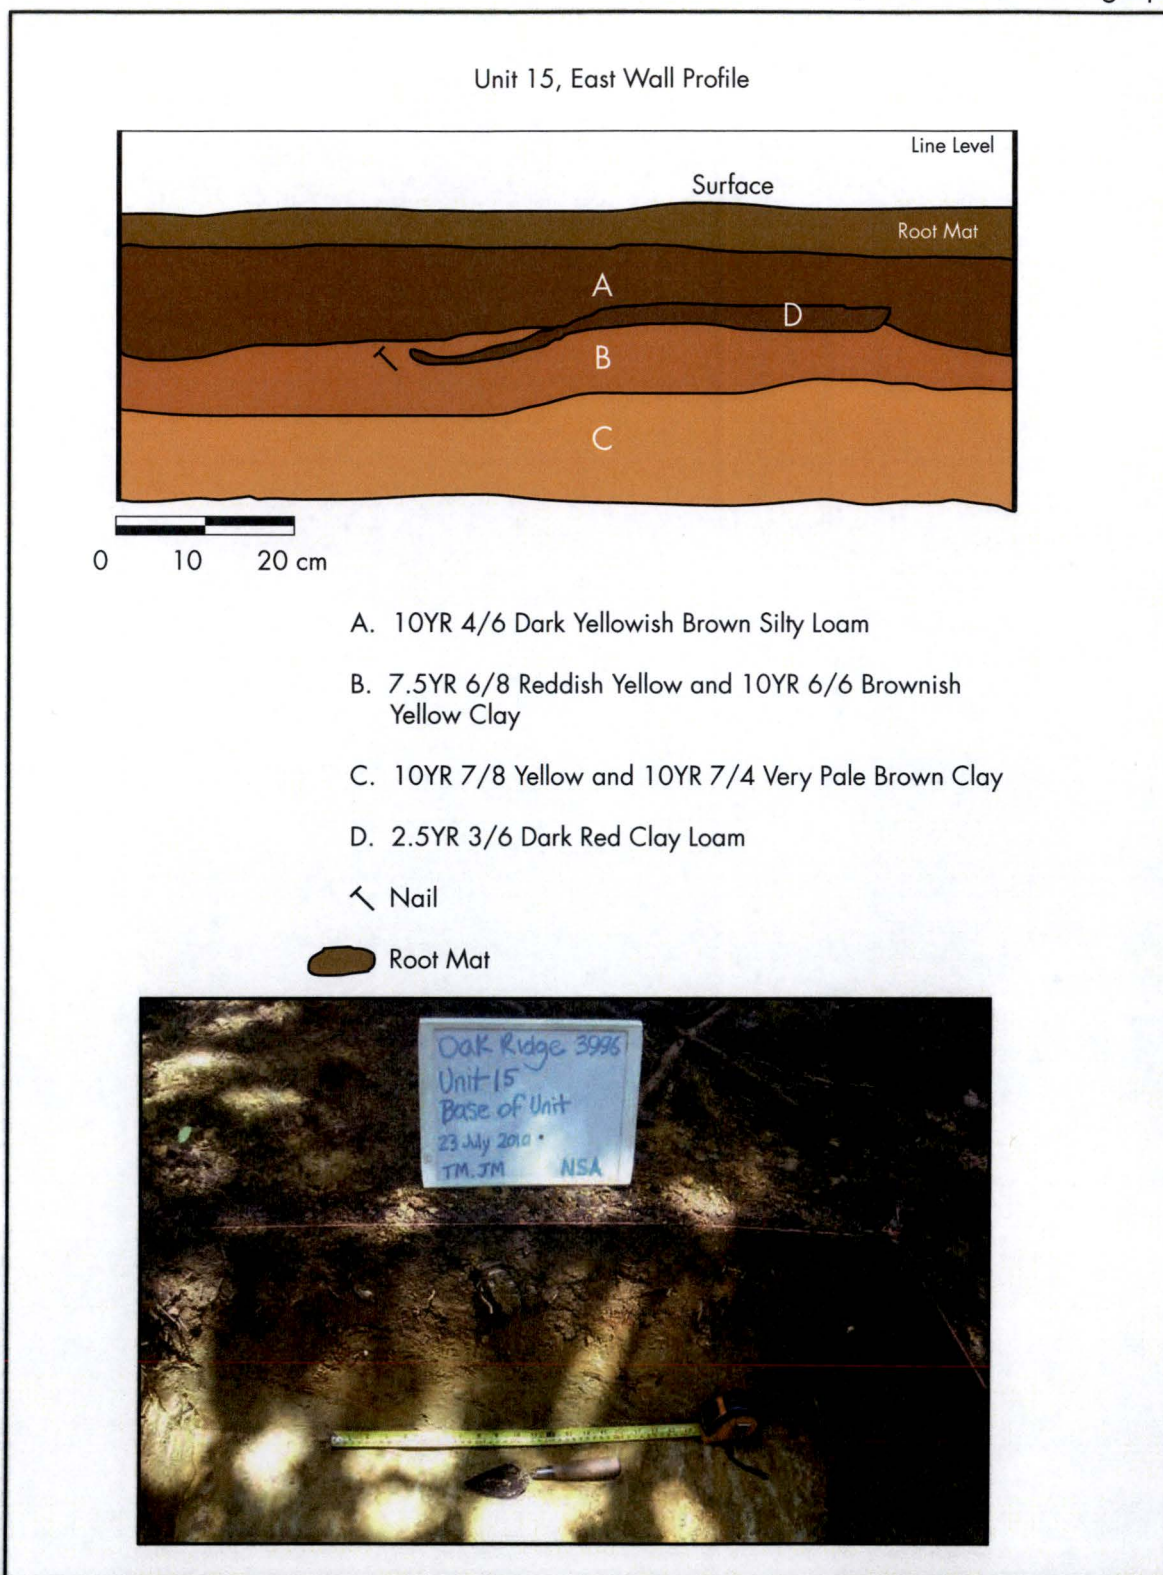 Unit 15, East Wall Profile
Line Level
Surface
Root Mat
A
D
B
C
0 10 20 cm
A. 10YR 4/6 Dark Yellowish Brown Silty Loam
B. 7.5YR 6/8 Reddish Yellow and 10YR 6/6 Brownish
Yellow Clay
C. 10YR 7/8 Yellow and 10YR 7/4 Very Pale Brown Clay
D. 2.5YR 3/6 Dark Red Clay Loam
Nail
Root Mat
Oak Ridge 3996
Unit 15
Base of Unit
23 July 2010
TM.JM NSA